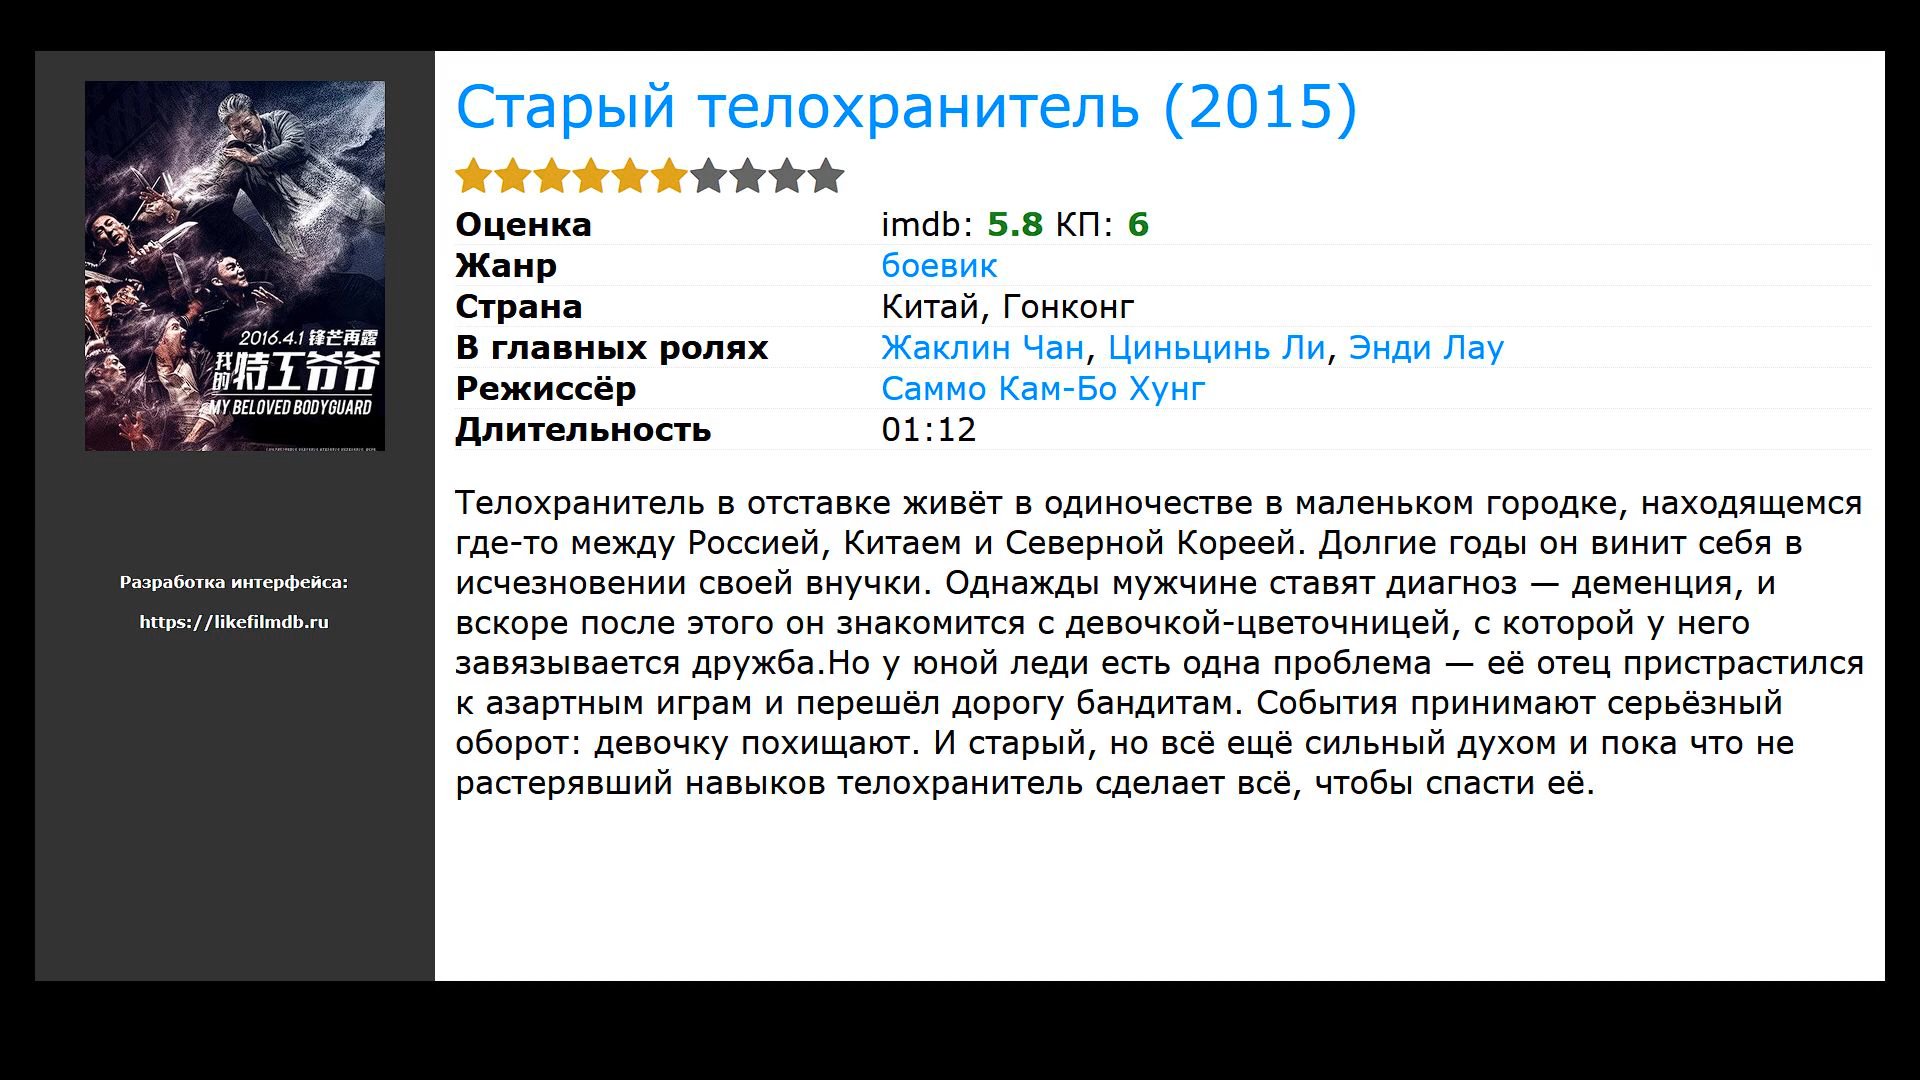 Старый телохранитель (2015)
Оценка imdb: 5.8 КП: 6
Жанр боевик
Страна Китай, Гонконг
В главных ролях Жаклин Чан, Циньцинь Ли, Энди Лау
Режиссёр Саммо Кам-Бо Хунг
Длительность 01:12
Телохранитель в отставке живёт в одиночестве в маленьком городке, находящемся
где-то между Россией, Китаем и Северной Кореей. Долгие годы он винит себя в
исчезновении своей внучки. Однажды мужчине ставят диагноз — деменция, и
вскоре после этого он знакомится с девочкой-цветочницей, с которой у него
завязывается дружба.Но у юной леди есть одна проблема — её отец пристрастился
к азартным играм и перешёл дорогу бандитам. События принимают серьёзный
оборот: девочку похищают. И старый, но всё ещё сильный духом и пока что не
растерявший навыков телохранитель сделает всё, чтобы спасти её.
2016.4.1 锋芒再露
我的特工爷爷
MY BELOVED BODYGUARD
Разработка интерфейса:
https://likefilmdb.ru